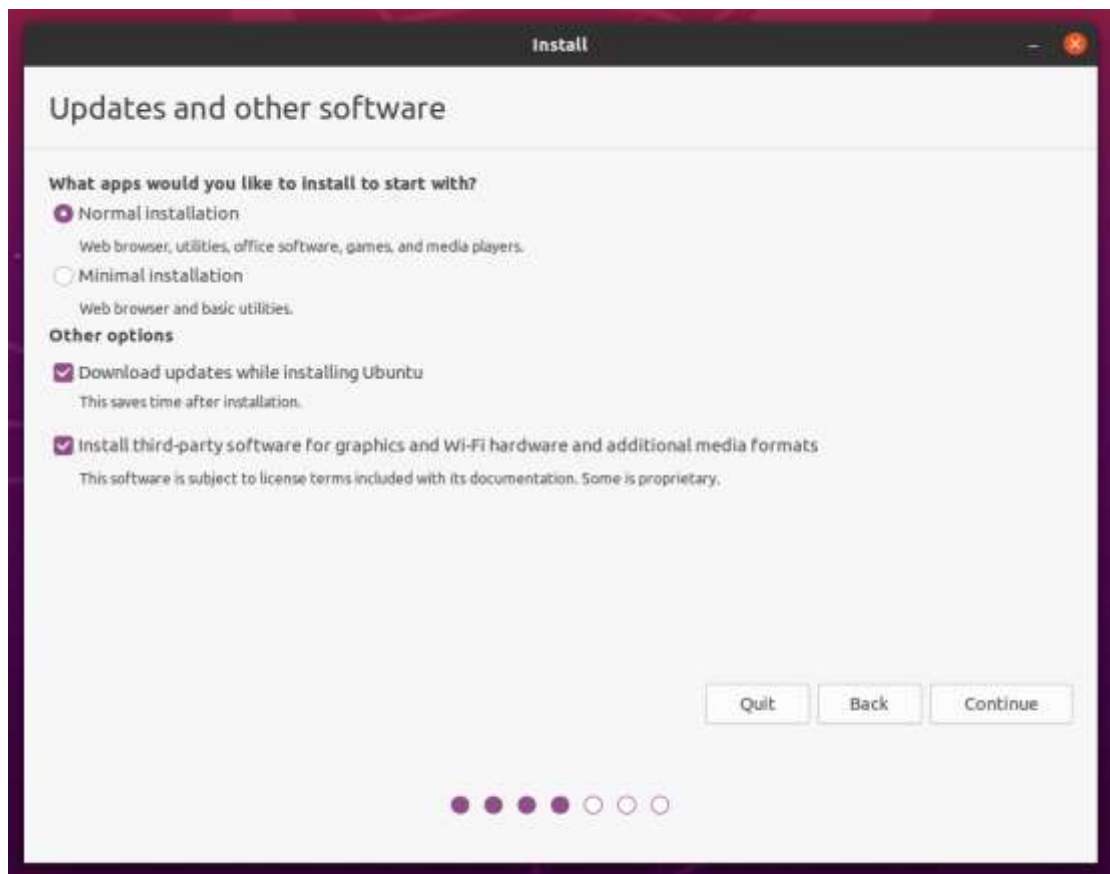 Install
Updates and other software
What apps would you like to install to start with?
Normal installation
Web browser, utilities, office software, games, and media players.
Minimal installation
Web browser and basic utilities.
Other options
Download updates while installing Ubuntu
This saves time after installation.
Install third-party software for graphics and Wi-Fi hardware and additional media formats
This software is subject to license terms included with its documentation. Some is proprietary.
Quit Back Continue